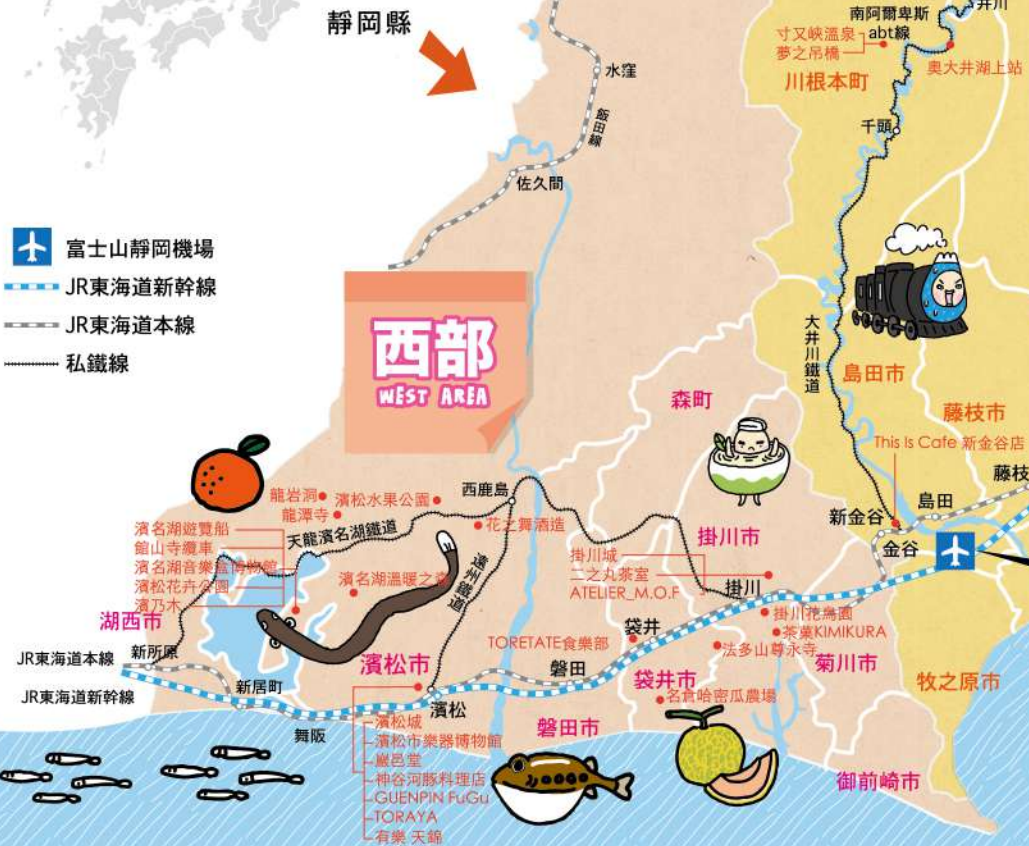 靜岡縣
富士山靜岡機場
JR東海道新幹線
JR東海道本線
私鐵線
西部
WEST AREA
水窪
飯田線
佐久間
井川
南阿爾卑斯
abt線
寸又峽溫泉
夢之吊橋
奧大井湖上站
川根本町
千頭
大井川鐵道
島田市
藤枝市
This Is Cafe 新金谷店
藤枝
島田
新金谷
金谷
森町
掛川市
掛川城
二之丸茶室
ATELIER_M.O.F
掛川
掛川花鳥園
茶菓KIMIKURA
法多山尊永寺
菊川市
牧之原市
御前崎市
龍岩洞
濱松水果公園
龍潭寺
西鹿島
花之舞酒造
天龍濱名湖鐵道
遠州鐵道
濱名湖遊覽船
館山寺纜車
濱名湖音樂盒博物館
濱松花卉公園
濱乃木
濱名湖溫暖之森
湖西市
JR東海道本線
新所原
JR東海道新幹線
新居町
舞阪
濱松市
濱松
濱松城
濱松市樂器博物館
巖邑堂
神谷河豚料理店
GUENPIN FuGu
TORAYA
有樂 天錦
TORETATE食樂部
袋井
磐田
袋井市
名倉哈密瓜農場
磐田市